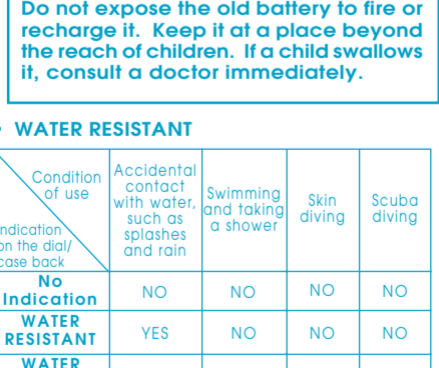 Do not expose the old battery to fire or
recharge it. Keep it at a place beyond
the reach of children. If a child swallows
it, consult a doctor immediately.
WATER RESISTANT
Condition
of use
ndication
on the dial/
case back
Accidental
contact
with water,
such as
splashes
and rain
Swimming
and taking
a shower
Skin
diving
Scuba
diving
No
Indication
NO
NO
NO
NO
WATER
RESISTANT
YES
NO
NO
NO
WATER